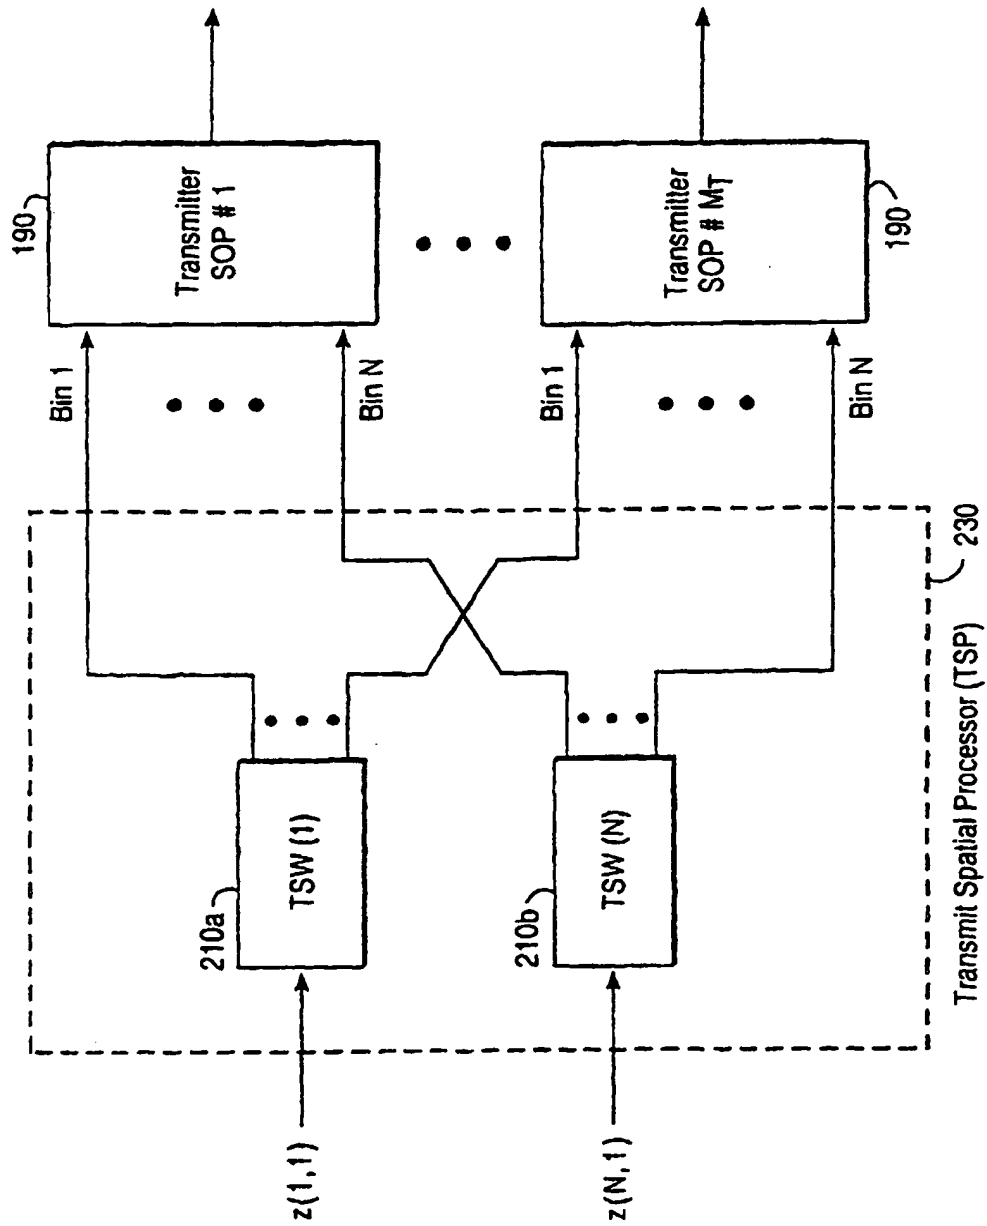 z(1,1)
z(N,1)
210a
TSW (1)
210b
TSW (N)
Transmit Spatial Processor (TSP)
230
Bin 1
Bin N
Bin 1
Bin N
190
Transmitter
SOP # 1
Transmitter
SOP # MT
190